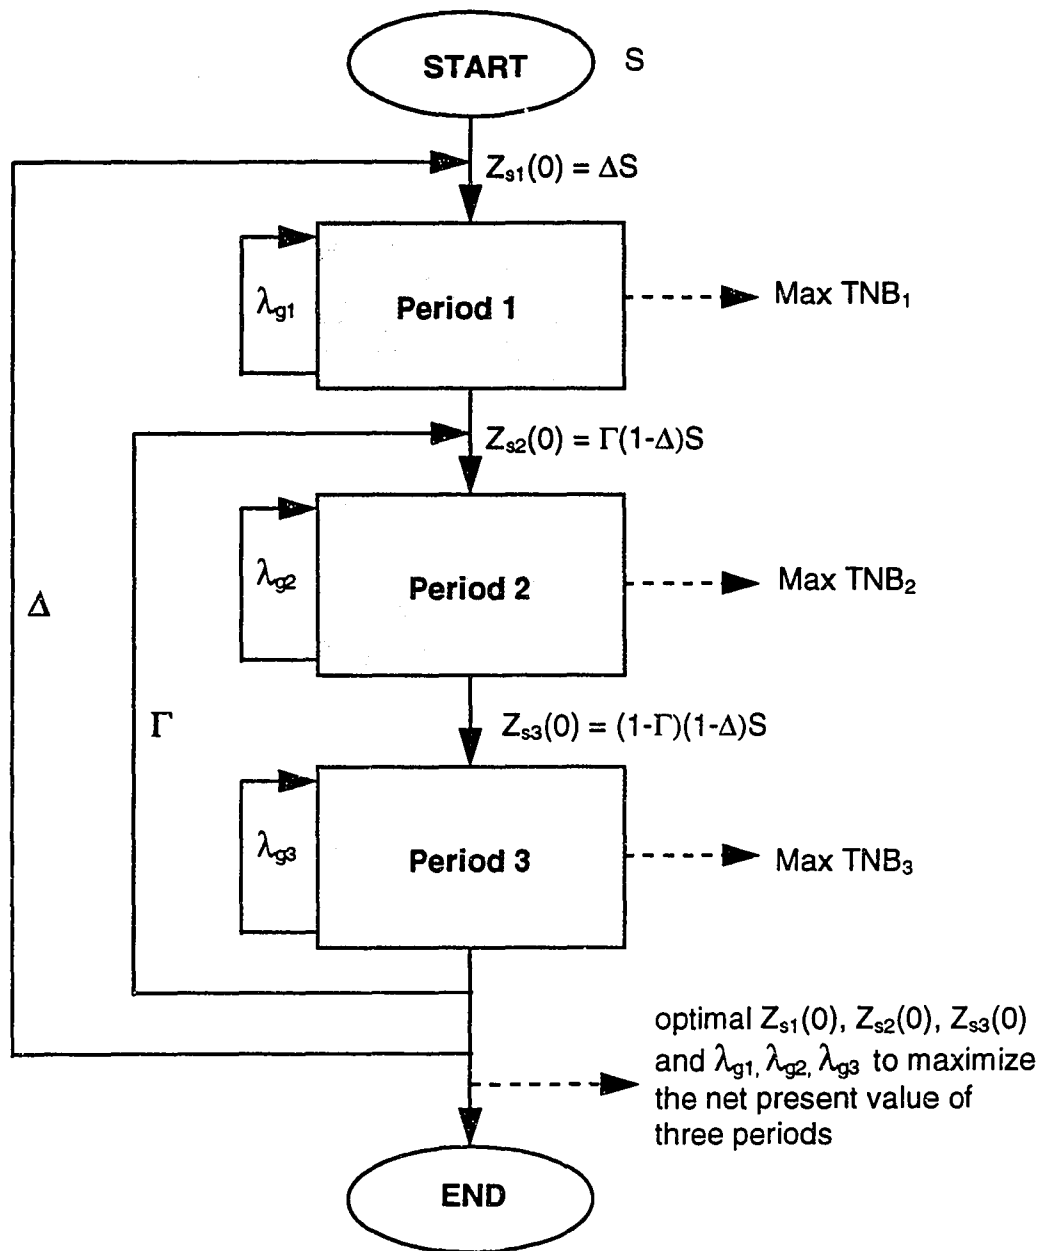 START
S
Zs1(0) = ΔS
λg1
Period 1
Max TNB1
Zs2(0) = Γ(1-Δ)S
λg2
Period 2
Max TNB2
Δ
Γ
Zs3(0) = (1-Γ)(1-Δ)S
λg3
Period 3
Max TNB3
optimal Zs1(0), Zs2(0), Zs3(0)
and λg1, λg2, λg3 to maximize
the net present value of
three periods
END